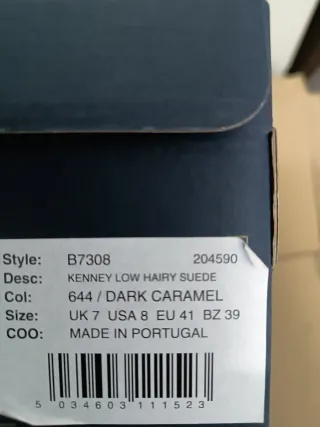 Style: B7308 204590
Desc: KENNEY LOW HAIRY SUEDE
Col: 644 / DARK CARAMEL
Size: UK 7 USA 8 EU 41 BZ 39
COO: MADE IN PORTUGAL
5 034603 111523